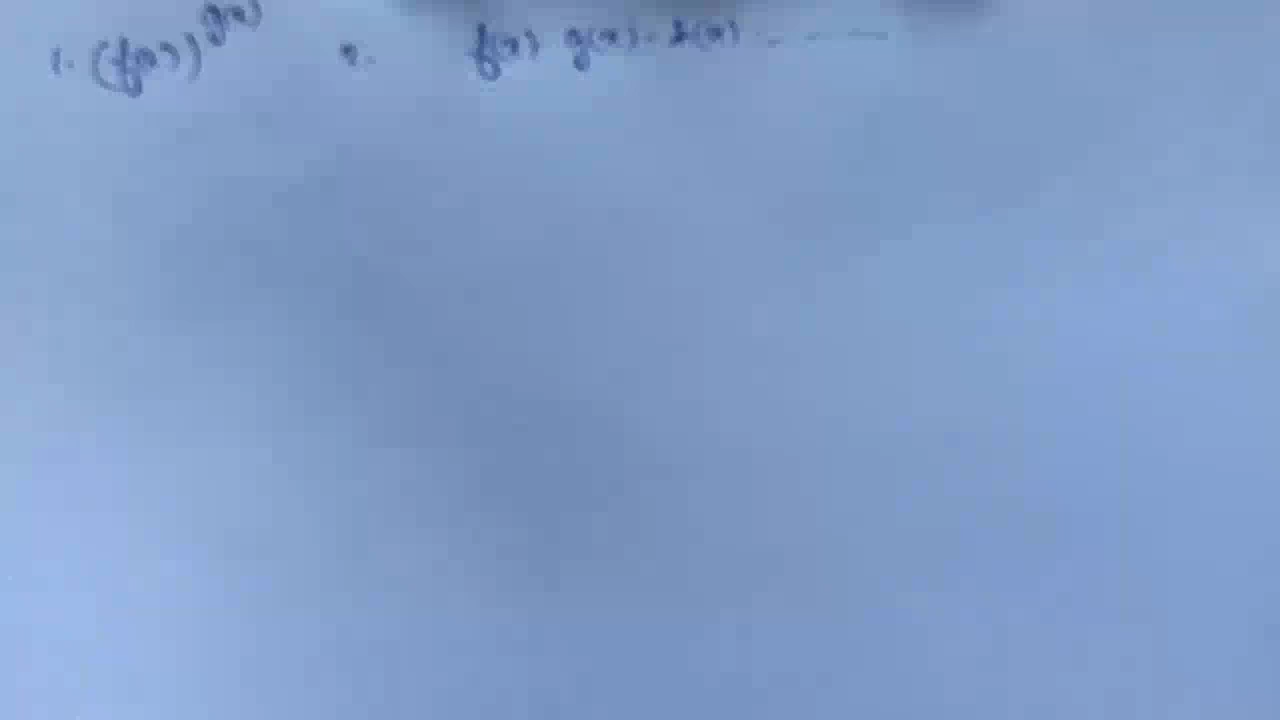 1. (f(x))^g(x) 2. f(x) g(x) · h(x) - - - -